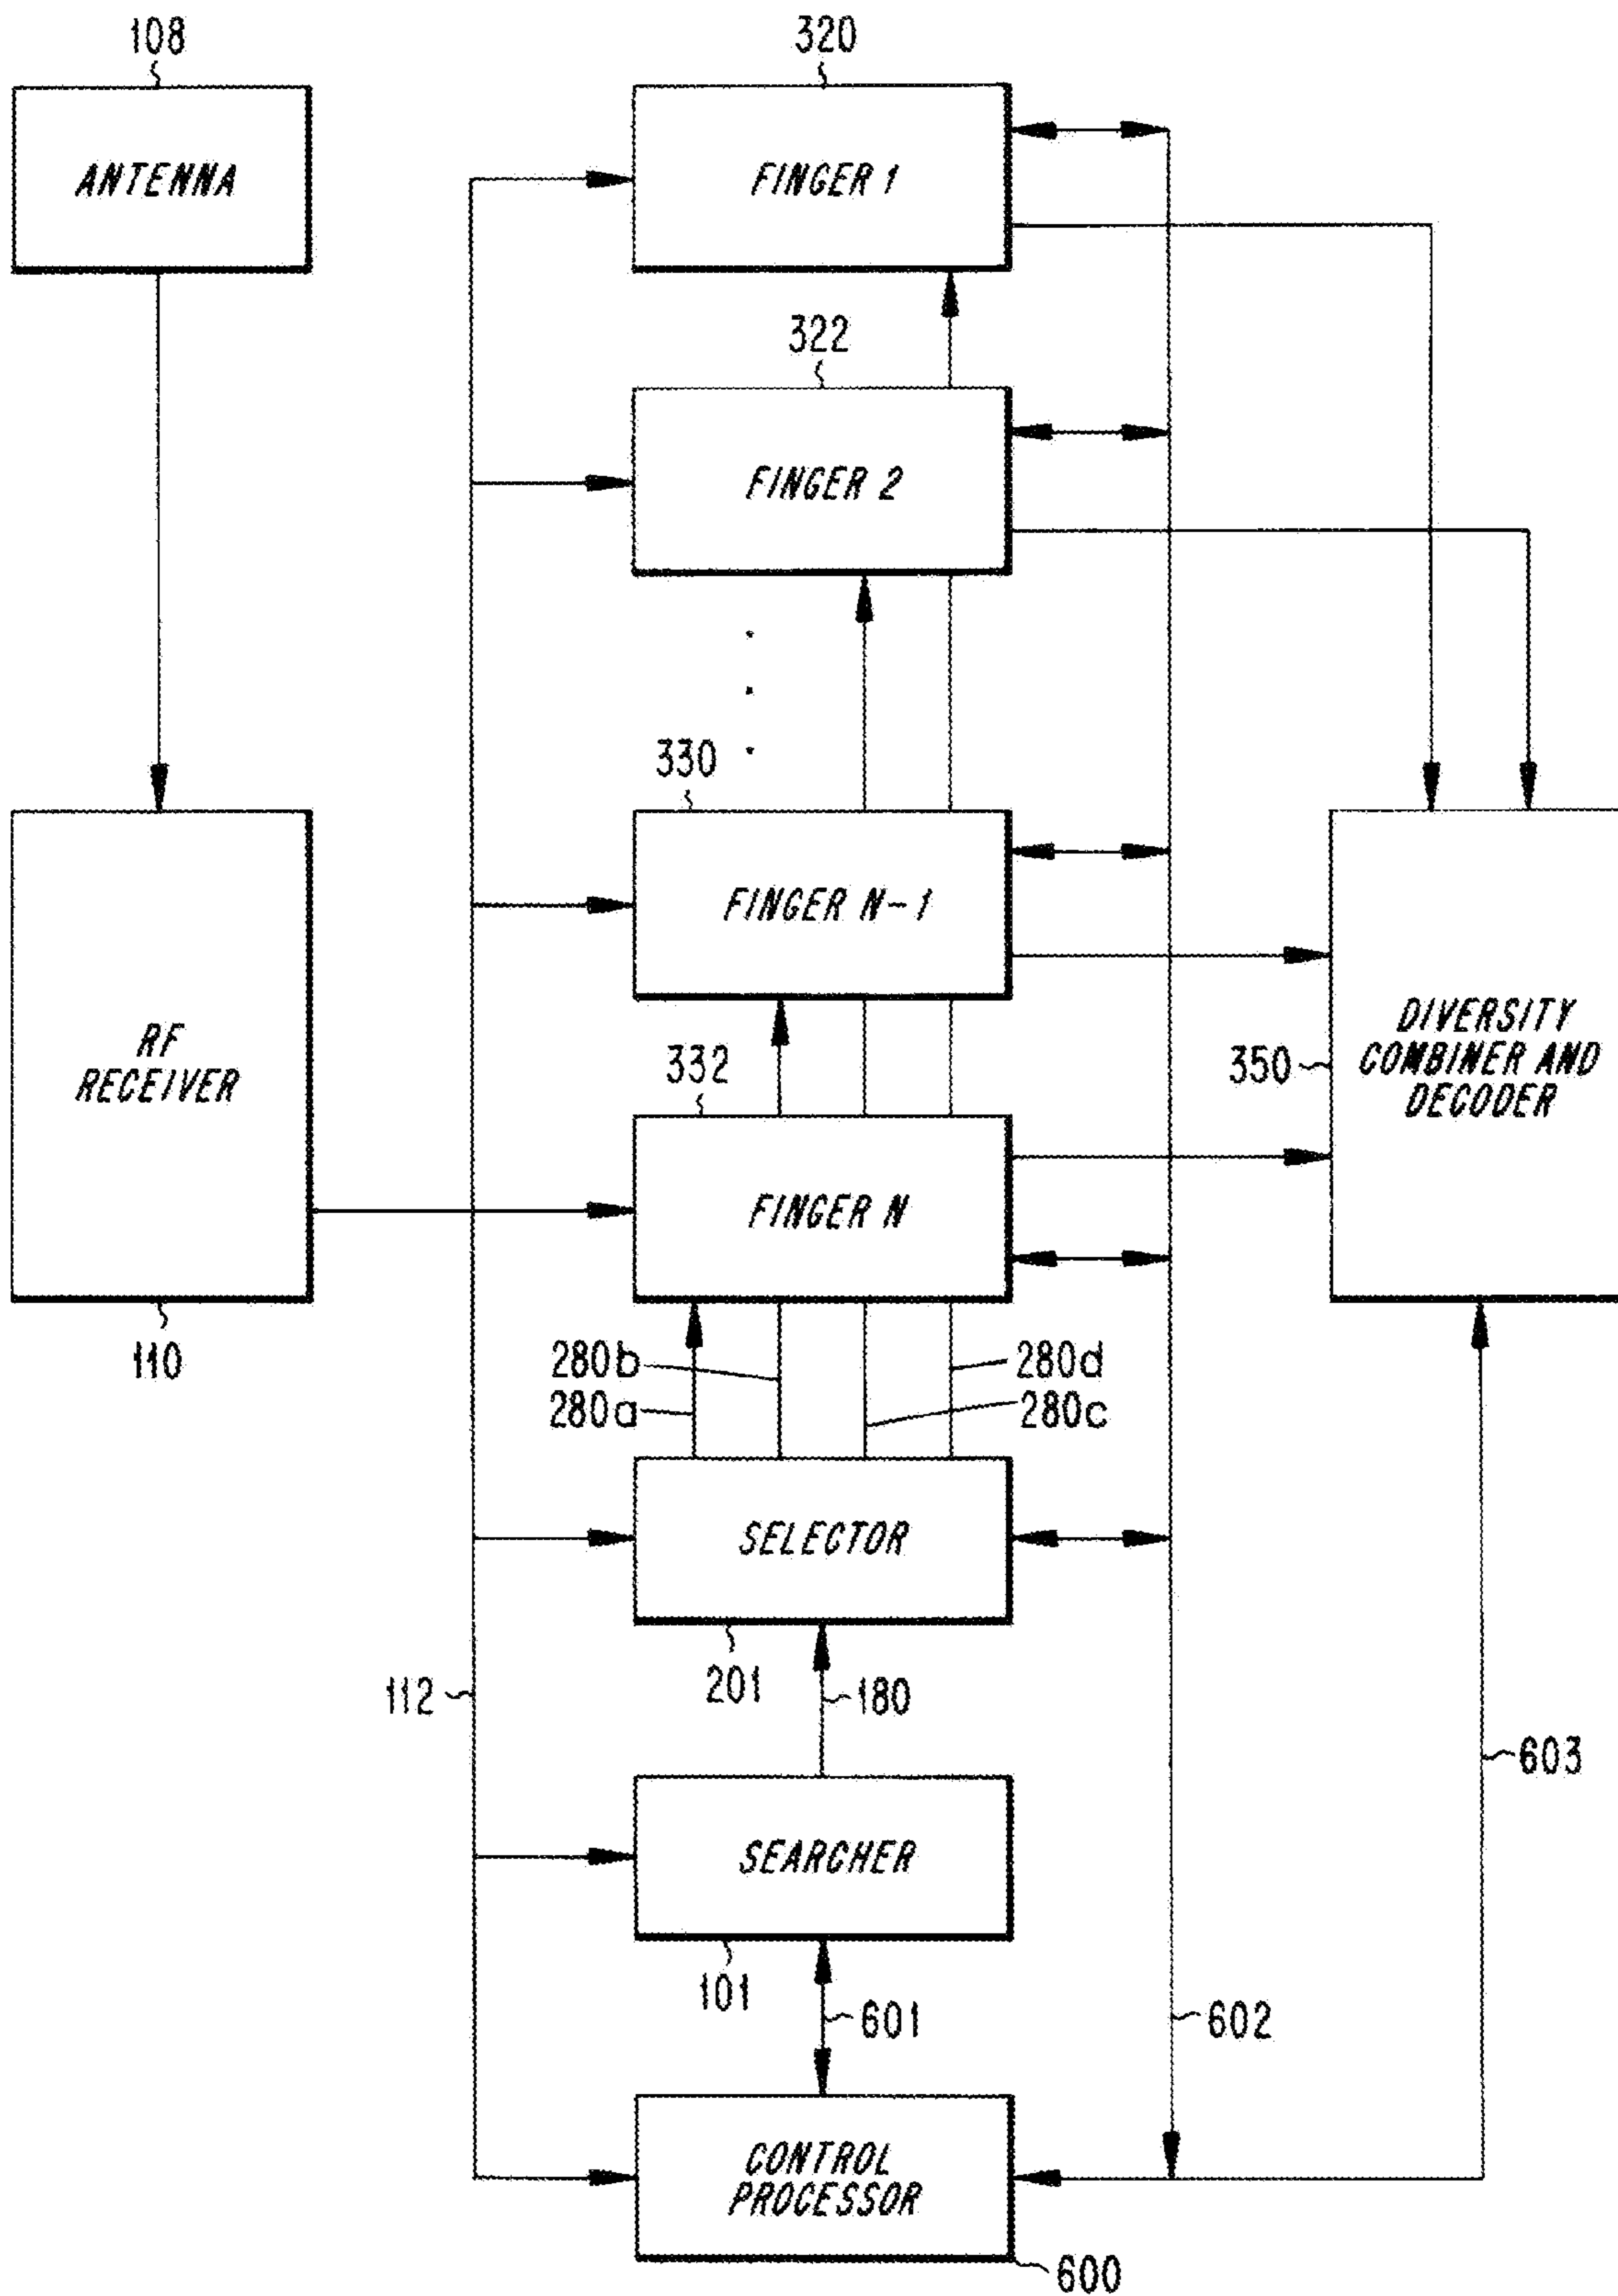 108
320
ANTENNA
FINGER 1
322
FINGER 2
330
FINGER N-1
RF
RECEIVER
332
350
DIVERSITY
COMBINER AND
DECODER
FINGER N
110
280b
280d
280a
280c
SELECTOR
112
201
180
603
SEARCHER
101
601
602
CONTROL
PROCESSOR
600